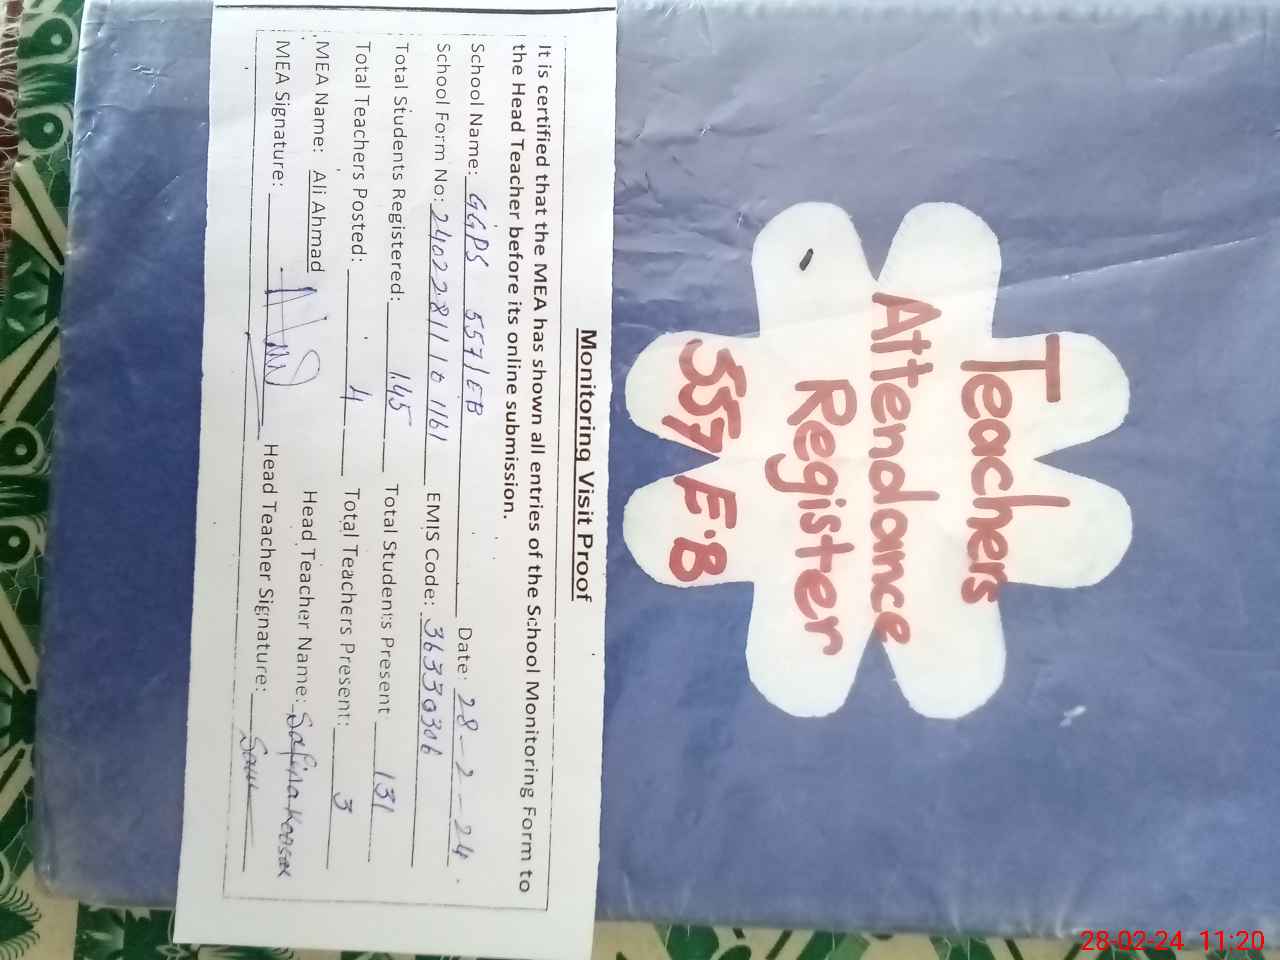 Teachers
Attendance
Register
557 E·B
Monitoring Visit Proof
It is certified that the MEA has shown all entries of the School Monitoring Form to
the Head Teacher before its online submission.
School Name: GGPS 557/EB Date: 28-2-24.
School Form No: EMIS Code: 36330306
Total Students Registered: 145 Total Students Present 131
Total Teachers Posted: 4 Total Teachers Present: 3
MEA Name: Ali Ahmad Head Teacher Name: Safina Koosar
MEA Signature: Head Teacher Signature:
28-02-24 11:20